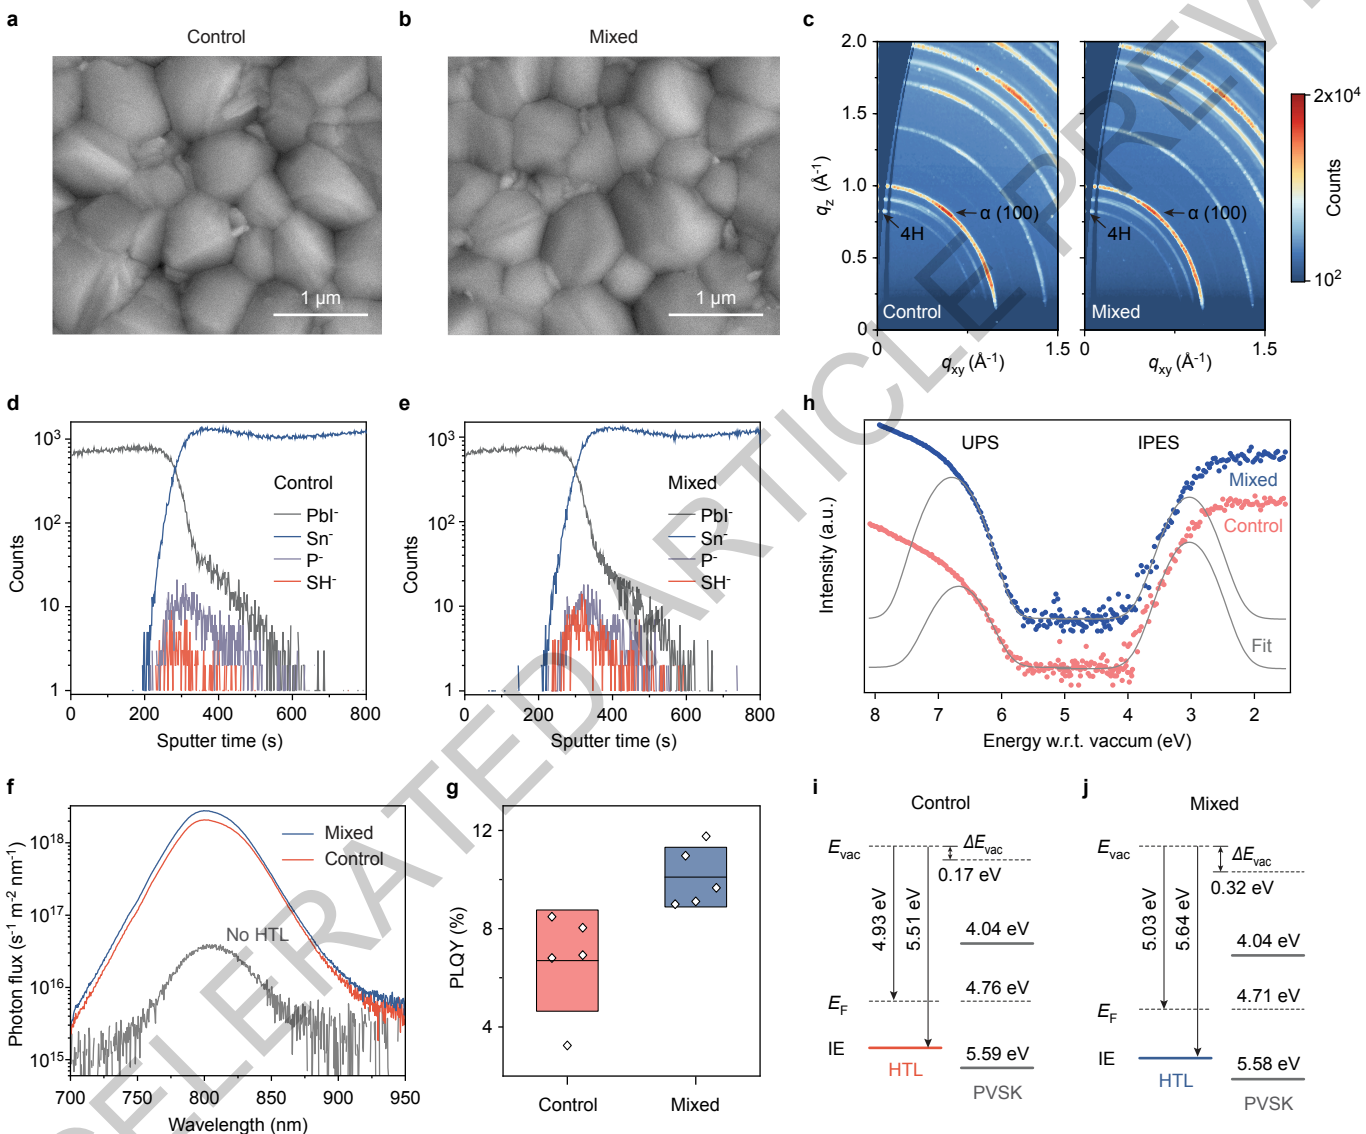 a
Control
1 µm
b
Mixed
1 µm
c
2.0
1.5
1.0
0.5
0
qz (Å-1)
α (100)
4H
Control
0
1.5
qxy (Å-1)
α (100)
4H
Mixed
0
1.5
qxy (Å-1)
2x10⁴
Counts
10²
d
10³
10²
10
1
Counts
Control
PbI-
Sn-
P-
SH-
0
200
400
600
800
Sputter time (s)
e
10³
10²
10
1
Counts
Mixed
PbI-
Sn-
P-
SH-
0
200
400
600
800
Sputter time (s)
h
UPS
IPES
Mixed
Control
Fit
Intensity (a.u.)
8
7
6
5
4
3
2
Energy w.r.t. vaccum (eV)
f
10¹⁸
10¹⁷
10¹⁶
10¹⁵
Photon flux (s-1 m-2 nm-1)
Mixed
Control
No HTL
700
750
800
850
900
950
Wavelength (nm)
g
12
8
4
PLQY (%)
Control
Mixed
i
Control
Evac
ΔEvac
0.17 eV
4.93 eV
5.51 eV
4.04 eV
4.76 eV
EF
IE
5.59 eV
HTL
PVSK
j
Mixed
Evac
ΔEvac
0.32 eV
5.03 eV
5.64 eV
4.04 eV
4.71 eV
EF
IE
5.58 eV
HTL
PVSK
ELERATED ARTICLE PREV